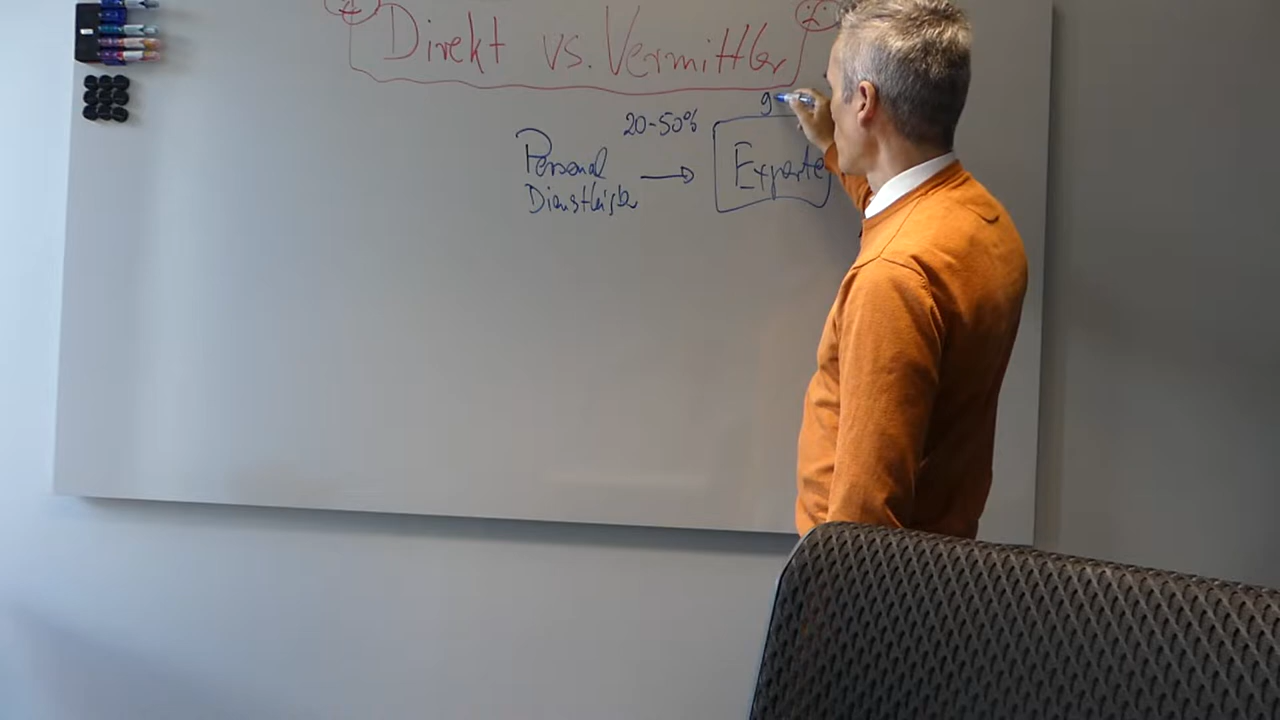 Direkt vs. Vermittler
20-50%
Personal
Dienstleister
Experte